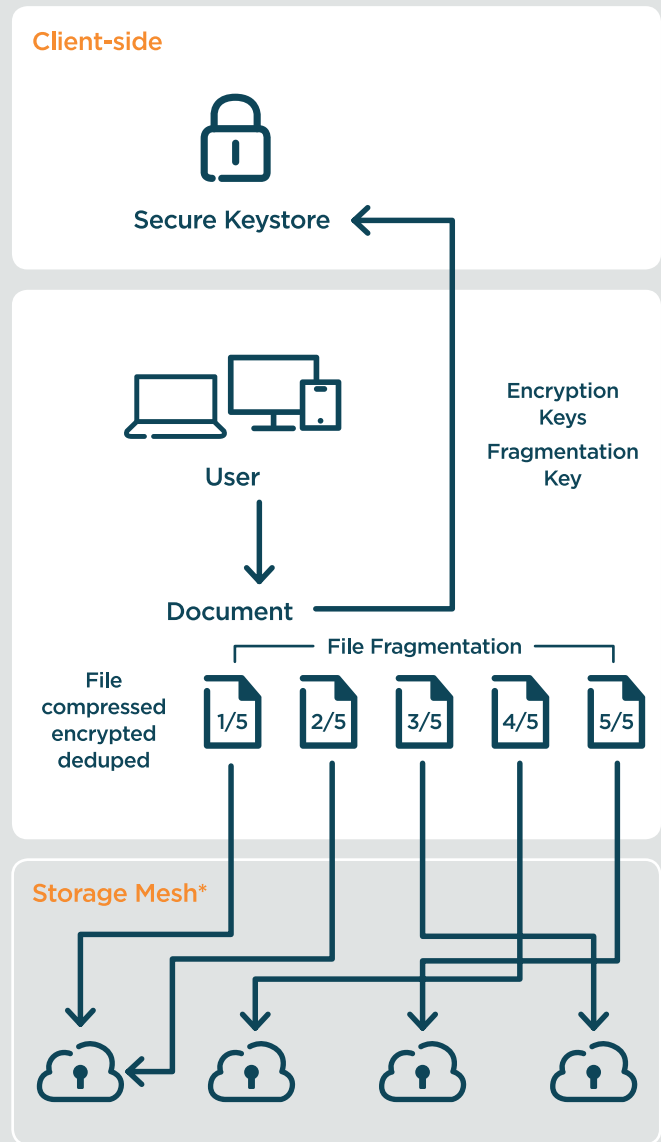 Client-side
Secure Keystore
Encryption
Keys
Fragmentation
Key
User
Document
File Fragmentation
File
compressed
encrypted
deduped
1/5
2/5
3/5
4/5
5/5
Storage Mesh*